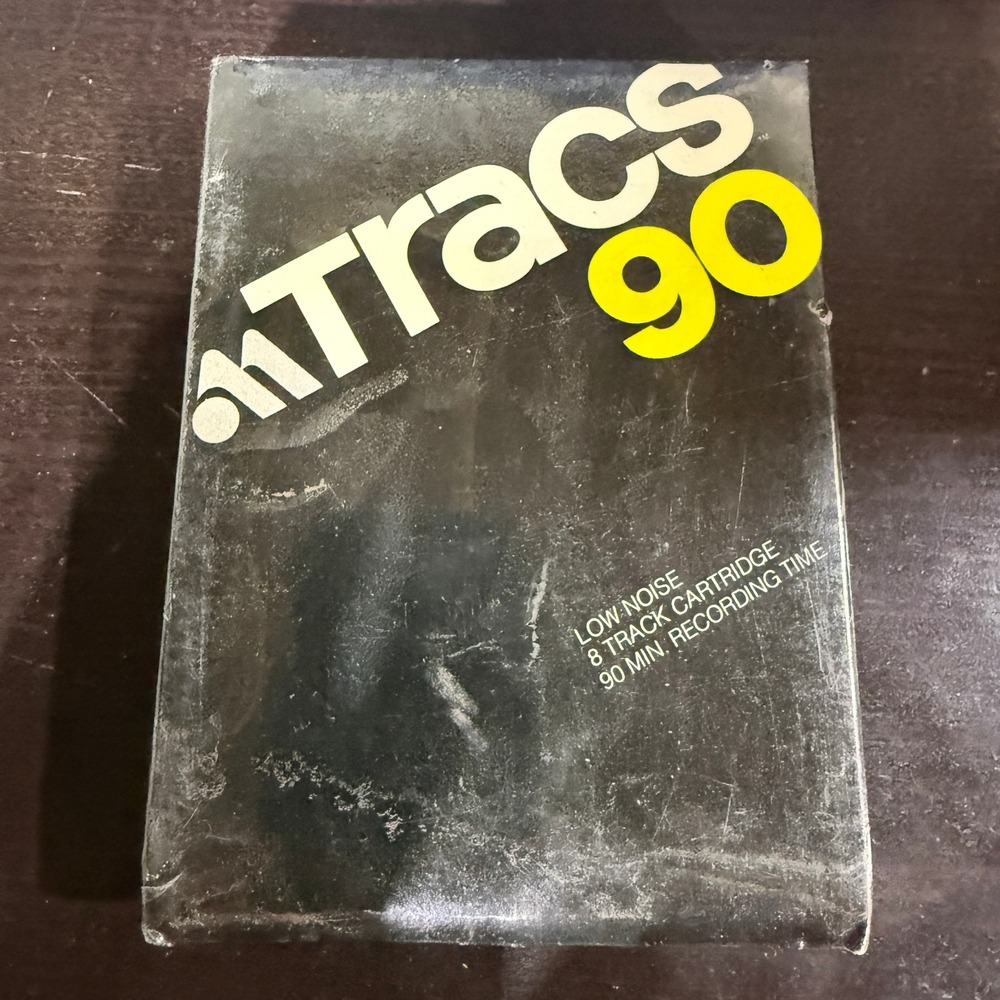 Tracs
90
LOW NOISE
8 TRACK CARTRIDGE
90 MIN. RECORDING TIME